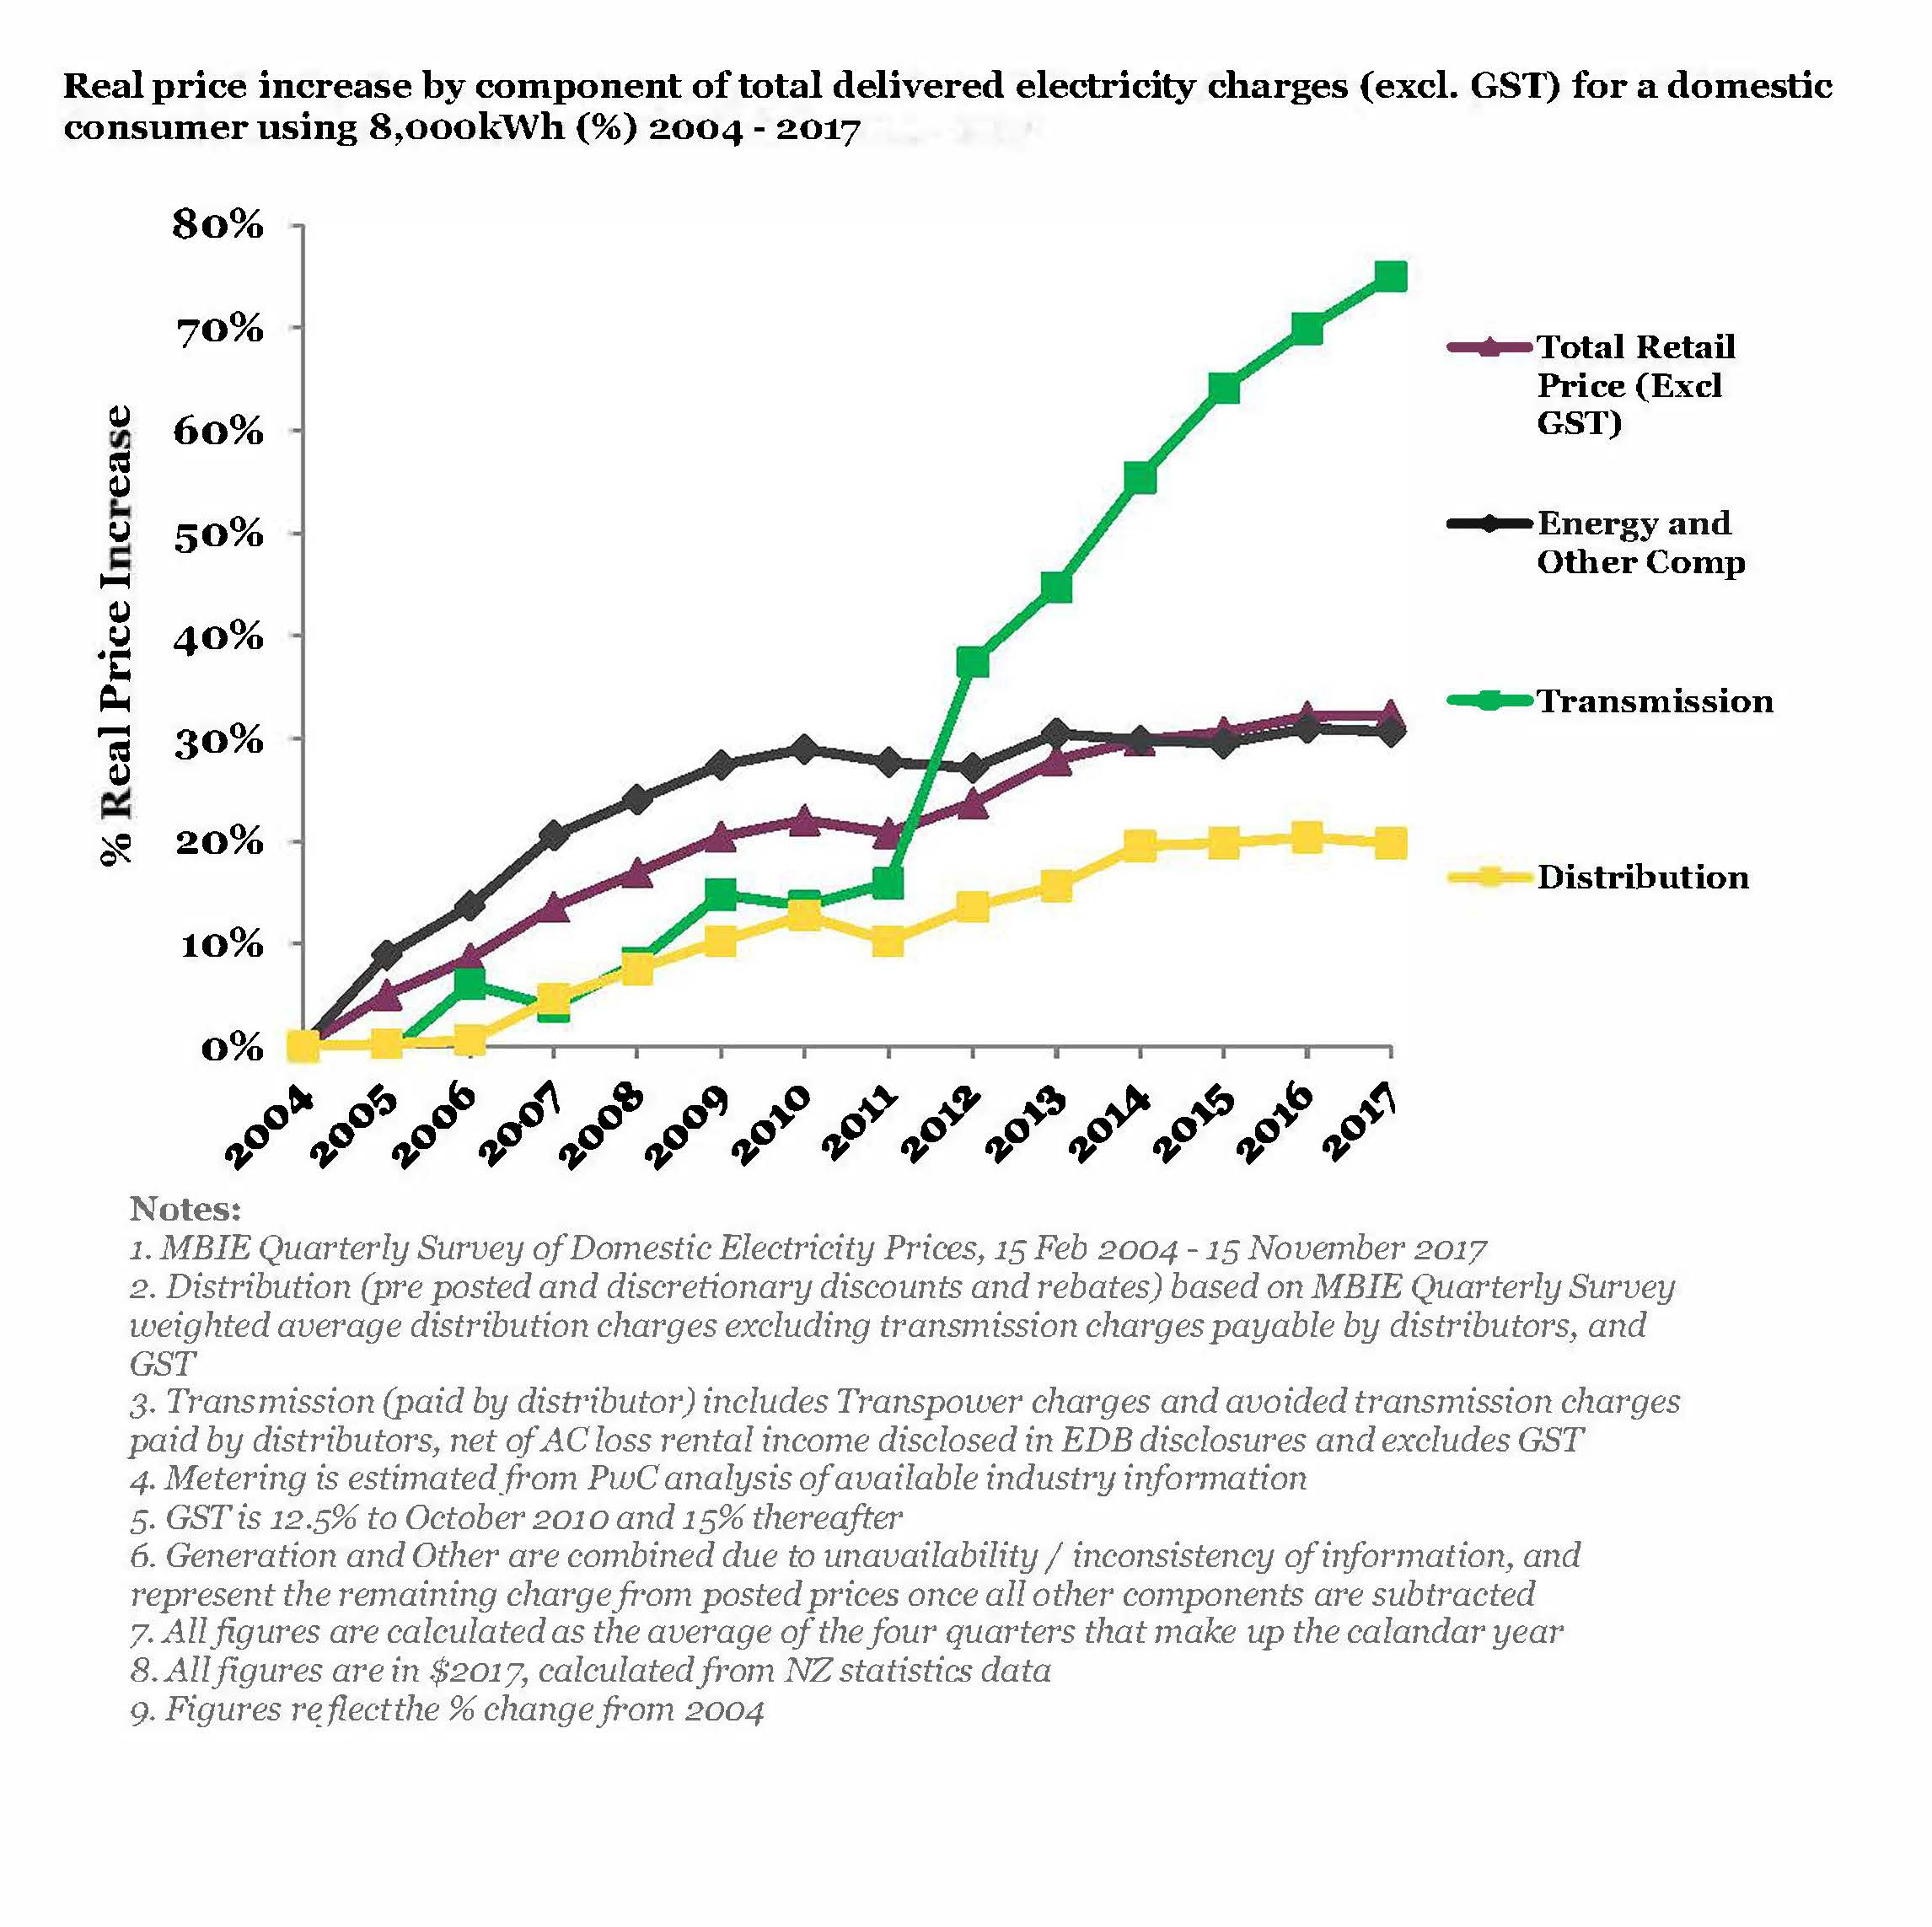 Real price increase by component of total delivered electricity charges (excl. GST) for a domestic
consumer using 8,000kWh (%) 2004 - 2017
80%
70%
60%
50%
40%
30%
20%
10%
0%
% Real Price Increase
2004
2005
2006
2007
2008
2009
2010
2011
2012
2013
2014
2015
2016
2017
Total Retail
Price (Excl
GST)
Energy and
Other Comp
Transmission
Distribution
Notes:
1. MBIE Quarterly Survey of Domestic Electricity Prices, 15 Feb 2004 - 15 November 2017
2. Distribution (pre posted and discretionary discounts and rebates) based on MBIE Quarterly Survey
weighted average distribution charges excluding transmission charges payable by distributors, and
GST
3. Transmission (paid by distributor) includes Transpower charges and avoided transmission charges
paid by distributors, net of AC loss rental income disclosed in EDB disclosures and excludes GST
4. Metering is estimated from PwC analysis of available industry information
5. GST is 12.5% to October 2010 and 15% thereafter
6. Generation and Other are combined due to unavailability / inconsistency of information, and
represent the remaining charge from posted prices once all other components are subtracted
7. All figures are calculated as the average of the four quarters that make up the calandar year
8. All figures are in $2017, calculated from NZ statistics data
9. Figures reflect the % change from 2004